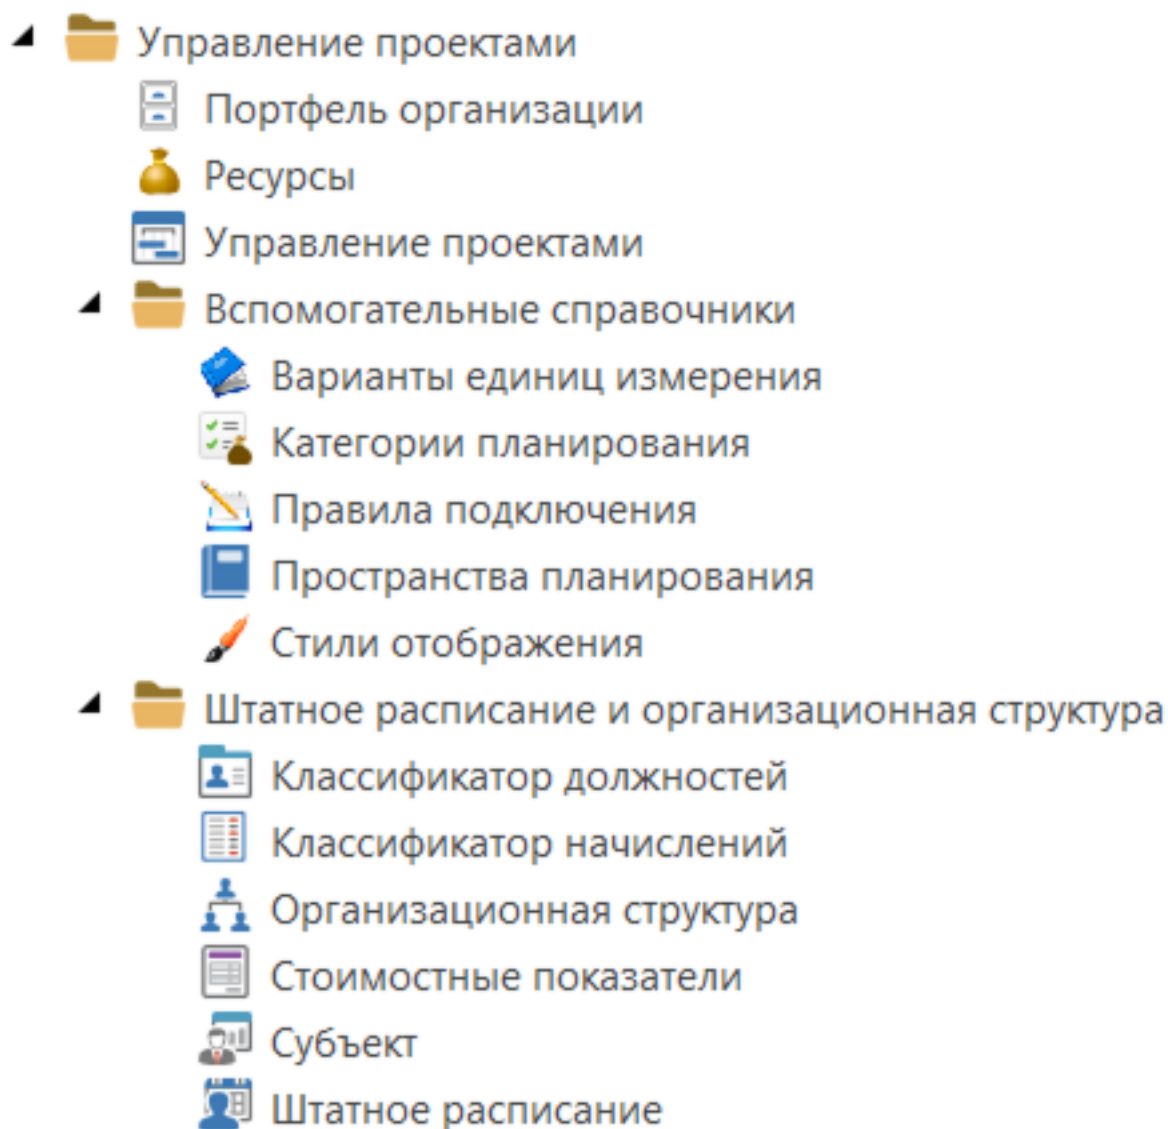 Управление проектами
Портфель организации
Ресурсы
Управление проектами
Вспомогательные справочники
Варианты единиц измерения
Категории планирования
Правила подключения
Пространства планирования
Стили отображения
Штатное расписание и организационная структура
Классификатор должностей
Классификатор начислений
Организационная структура
Стоимостные показатели
Субъект
Штатное расписание